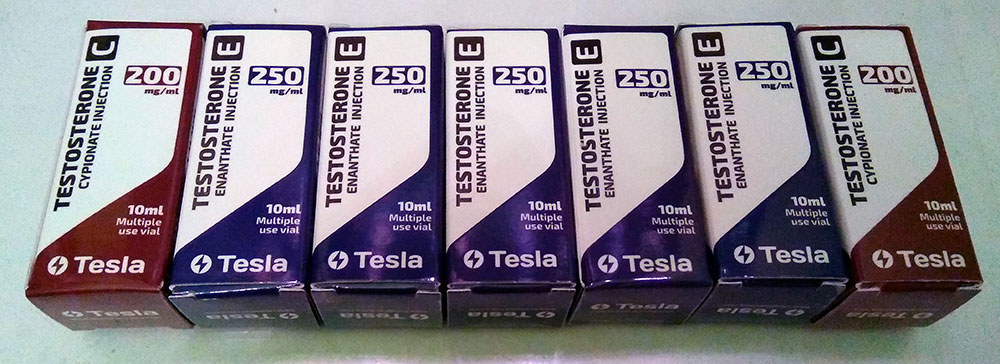 TESTOSTERONE C
CYPIONATE INJECTION
200
mg/ml
10ml
Multiple
use vial
Tesla
TESTOSTERONE E
ENANTHATE INJECTION
250
mg/ml
10ml
Multiple
use vial
Tesla
TESTOSTERONE E
ENANTHATE INJECTION
250
mg/ml
10ml
Multiple
use vial
Tesla
TESTOSTERONE E
ENANTHATE INJECTION
250
mg/ml
10ml
Multiple
use vial
Tesla
TESTOSTERONE E
ENANTHATE INJECTION
250
mg/ml
10ml
Multiple
use vial
Tesla
TESTOSTERONE E
ENANTHATE INJECTION
250
mg/ml
10ml
Multiple
use vial
Tesla
TESTOSTERONE C
CYPIONATE INJECTION
200
mg/ml
10ml
Multiple
use vial
Tesla